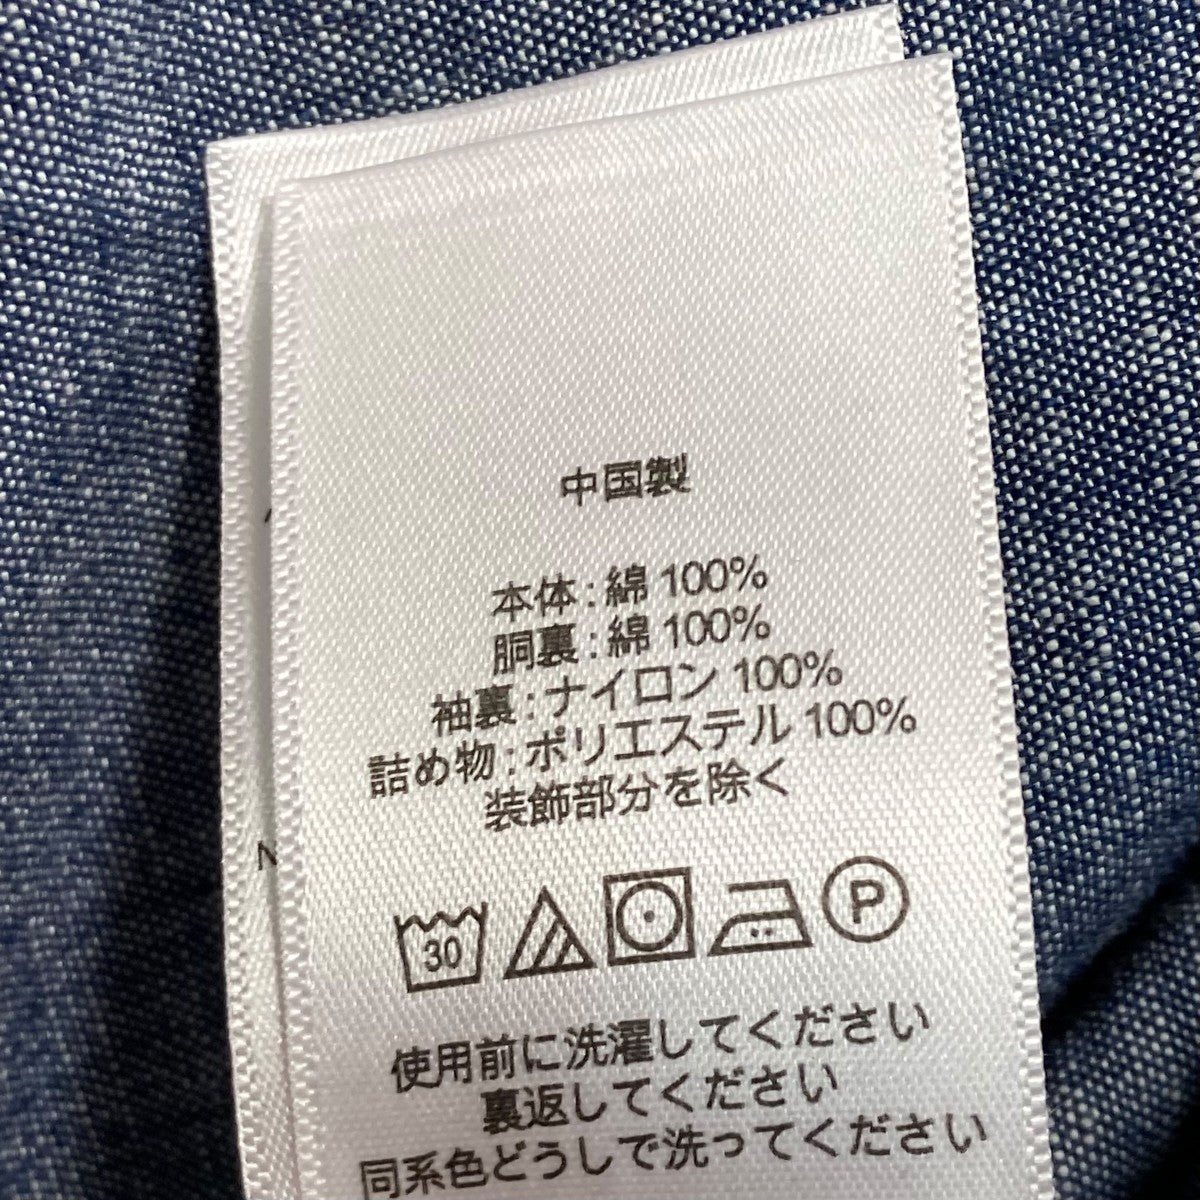 中国製
本体:綿 100%
胴裏:綿 100%
袖裏:ナイロン 100%
詰め物:ポリエステル 100%
装飾部分を除く
30
P
使用前に洗濯してください
裏返してください
同系色どうしで洗ってください